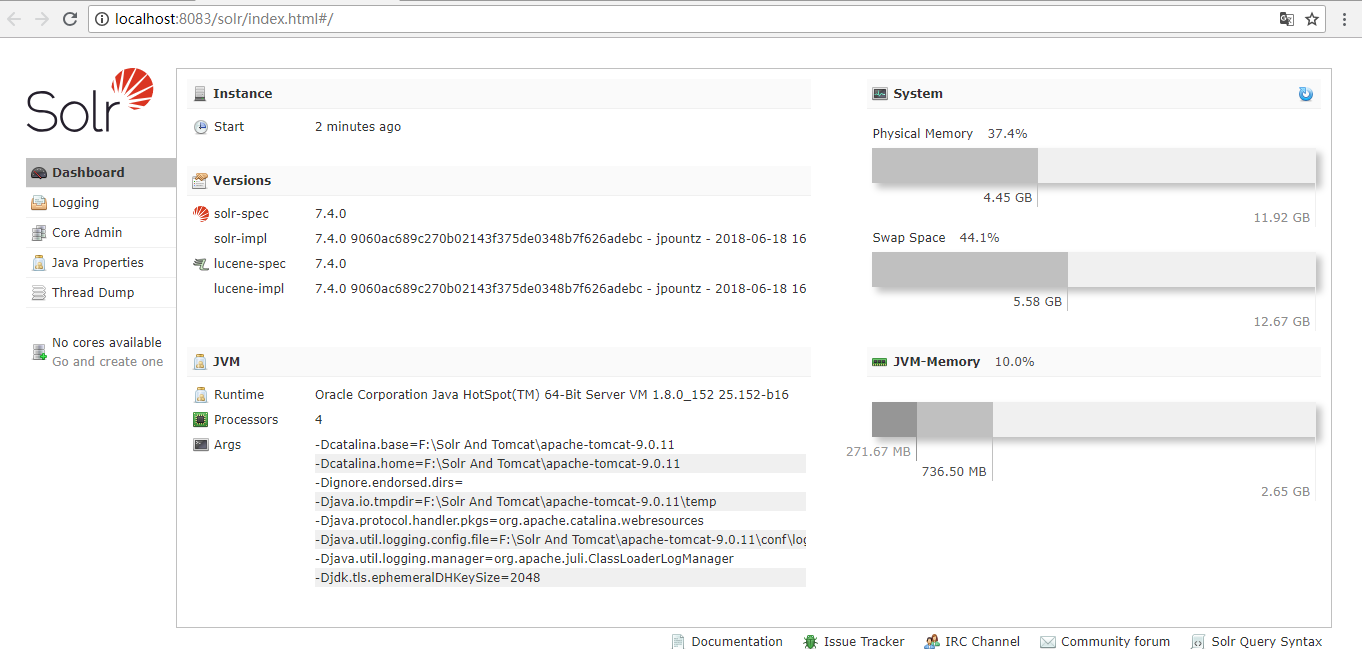 localhost:8083/solr/index.html#/
Solr
Dashboard
Logging
Core Admin
Java Properties
Thread Dump
No cores available
Go and create one
Instance
Start 2 minutes ago
Versions
solr-spec 7.4.0
solr-impl 7.4.0 9060ac689c270b02143f375de0348b7f626adebc - jpountz - 2018-06-18 16
lucene-spec 7.4.0
lucene-impl 7.4.0 9060ac689c270b02143f375de0348b7f626adebc - jpountz - 2018-06-18 16
JVM
Runtime Oracle Corporation Java HotSpot(TM) 64-Bit Server VM 1.8.0_152 25.152-b16
Processors 4
Args -Dcatalina.base=F:\Solr And Tomcat\apache-tomcat-9.0.11
-Dcatalina.home=F:\Solr And Tomcat\apache-tomcat-9.0.11
-Dignore.endorsed.dirs=
-Djava.io.tmpdir=F:\Solr And Tomcat\apache-tomcat-9.0.11\temp
-Djava.protocol.handler.pkgs=org.apache.catalina.webresources
-Djava.util.logging.config.file=F:\Solr And Tomcat\apache-tomcat-9.0.11\conf\log
-Djava.util.logging.manager=org.apache.juli.ClassLoaderLogManager
-Djdk.tls.ephemeralDHKeySize=2048
System
Physical Memory 37.4%
4.45 GB
11.92 GB
Swap Space 44.1%
5.58 GB
12.67 GB
JVM-Memory 10.0%
271.67 MB
736.50 MB
2.65 GB
Documentation Issue Tracker IRC Channel Community forum Solr Query Syntax